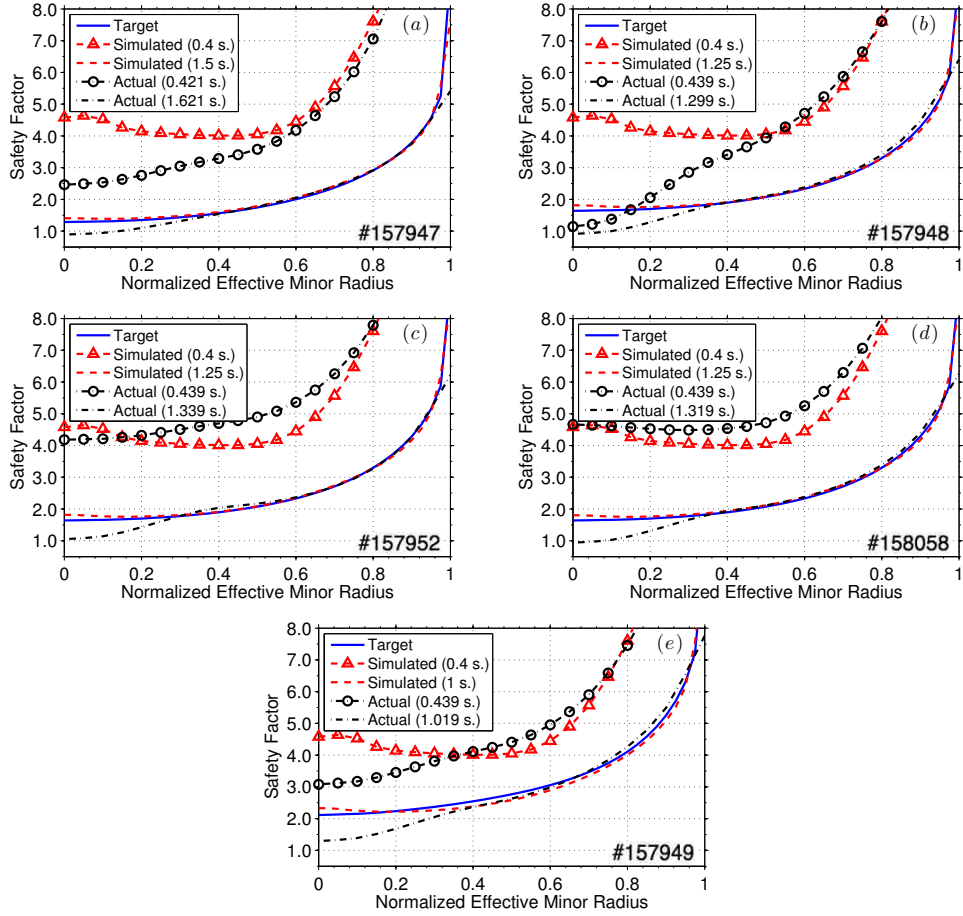 8.0
7.0
6.0
5.0
4.0
3.0
2.0
1.0
Safety Factor
Target
Simulated (0.4 s.)
Simulated (1.5 s.)
Actual (0.421 s.)
Actual (1.621 s.)
(a)
#157947
0 0.2 0.4 0.6 0.8 1
Normalized Effective Minor Radius
8.0
7.0
6.0
5.0
4.0
3.0
2.0
1.0
Safety Factor
Target
Simulated (0.4 s.)
Simulated (1.25 s.)
Actual (0.439 s.)
Actual (1.299 s.)
(b)
#157948
0 0.2 0.4 0.6 0.8 1
Normalized Effective Minor Radius
8.0
7.0
6.0
5.0
4.0
3.0
2.0
1.0
Safety Factor
Target
Simulated (0.4 s.)
Simulated (1.25 s.)
Actual (0.439 s.)
Actual (1.339 s.)
(c)
#157952
0 0.2 0.4 0.6 0.8 1
Normalized Effective Minor Radius
8.0
7.0
6.0
5.0
4.0
3.0
2.0
1.0
Safety Factor
Target
Simulated (0.4 s.)
Simulated (1.25 s.)
Actual (0.439 s.)
Actual (1.319 s.)
(d)
#158058
0 0.2 0.4 0.6 0.8 1
Normalized Effective Minor Radius
8.0
7.0
6.0
5.0
4.0
3.0
2.0
1.0
Safety Factor
Target
Simulated (0.4 s.)
Simulated (1 s.)
Actual (0.439 s.)
Actual (1.019 s.)
(e)
#157949
0 0.2 0.4 0.6 0.8 1
Normalized Effective Minor Radius